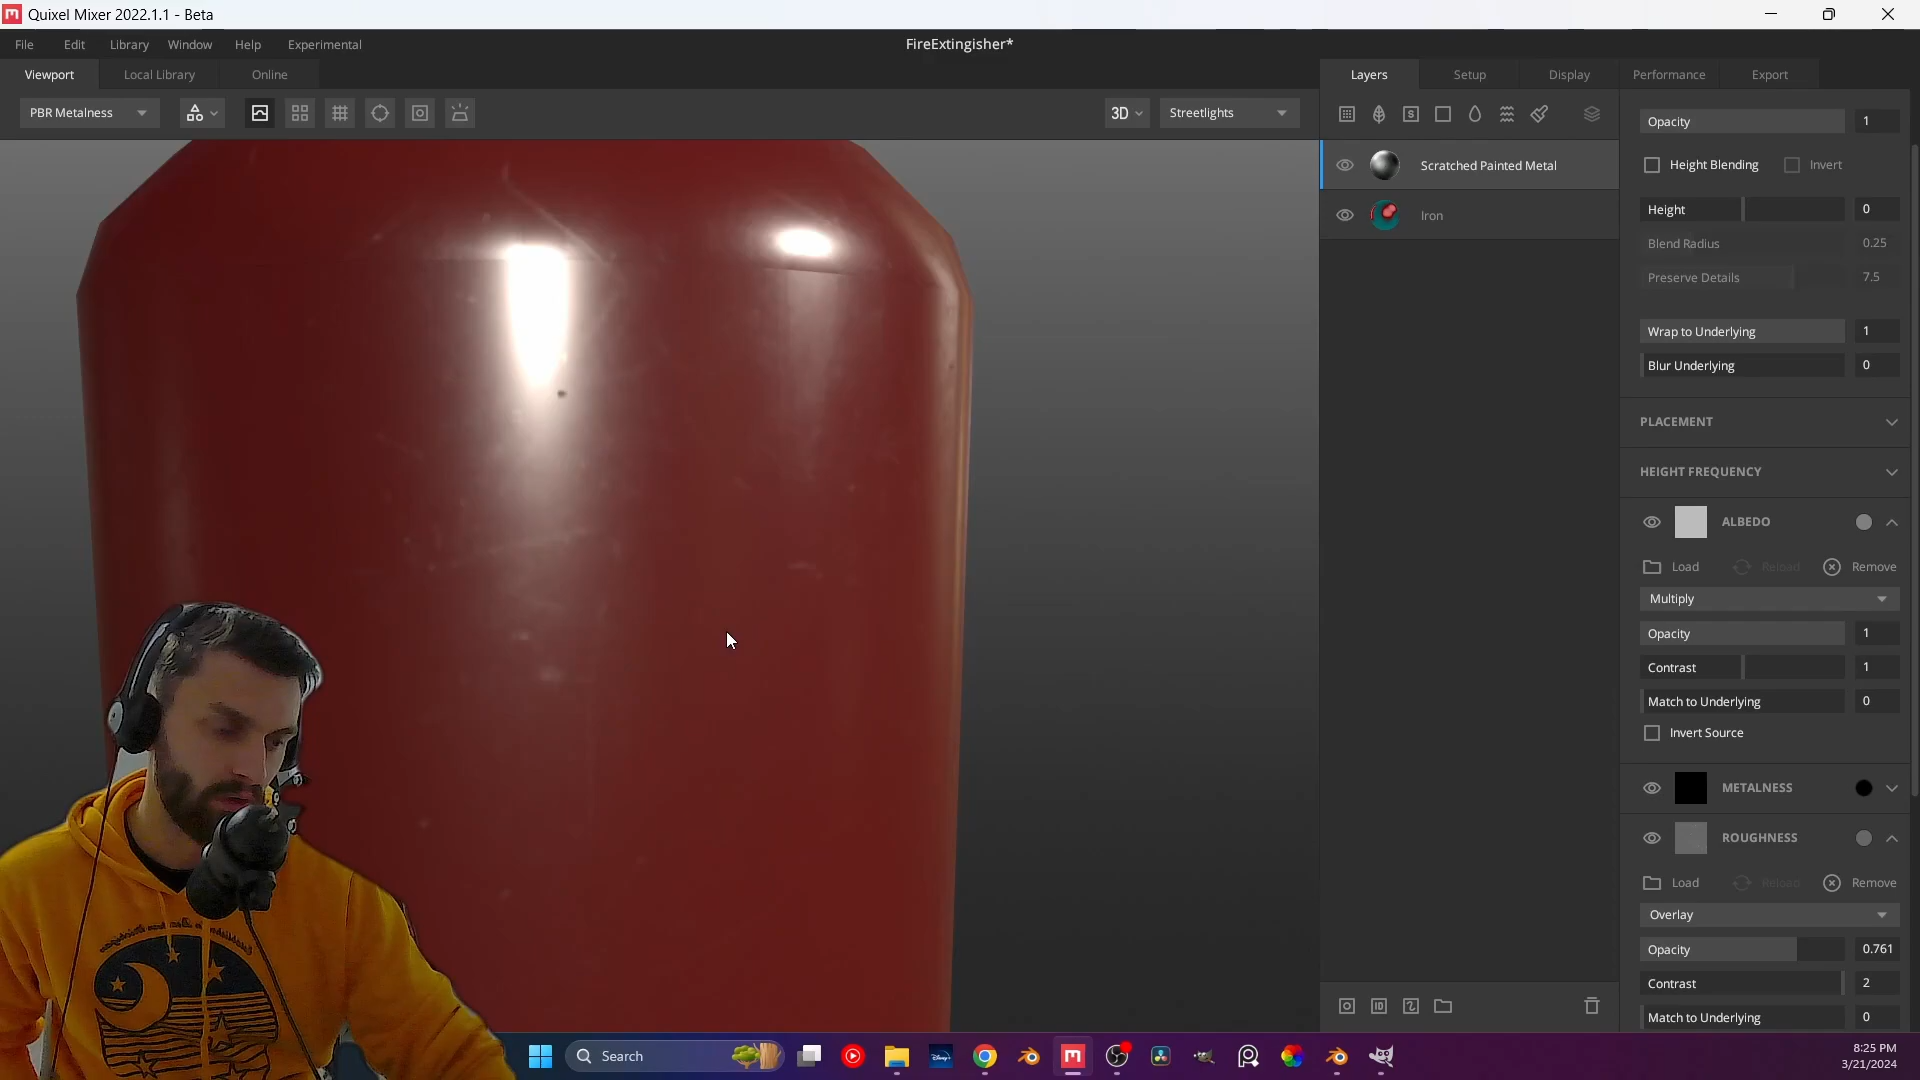 Quixel Mixer 2022.1.1 - Beta
File Edit Library Window Help Experimental
FireExtingisher*
Viewport Local Library Online
Layers Setup Display Performance Export
PBR Metalness
3D Streetlights
Opacity 1
Scratched Painted Metal
Height Blending Invert
Iron
Height 0
Blend Radius 0.25
Preserve Details 7.5
Wrap to Underlying 1
Blur Underlying 0
PLACEMENT
HEIGHT FREQUENCY
ALBEDO
Load Reload Remove
Multiply
Opacity 1
Contrast 1
Match to Underlying 0
Invert Source
METALNESS
ROUGHNESS
Load Reload Remove
Overlay
Opacity 0.761
Contrast 2
Match to Underlying 0
Search
Disney+
8:25 PM
3/21/2024